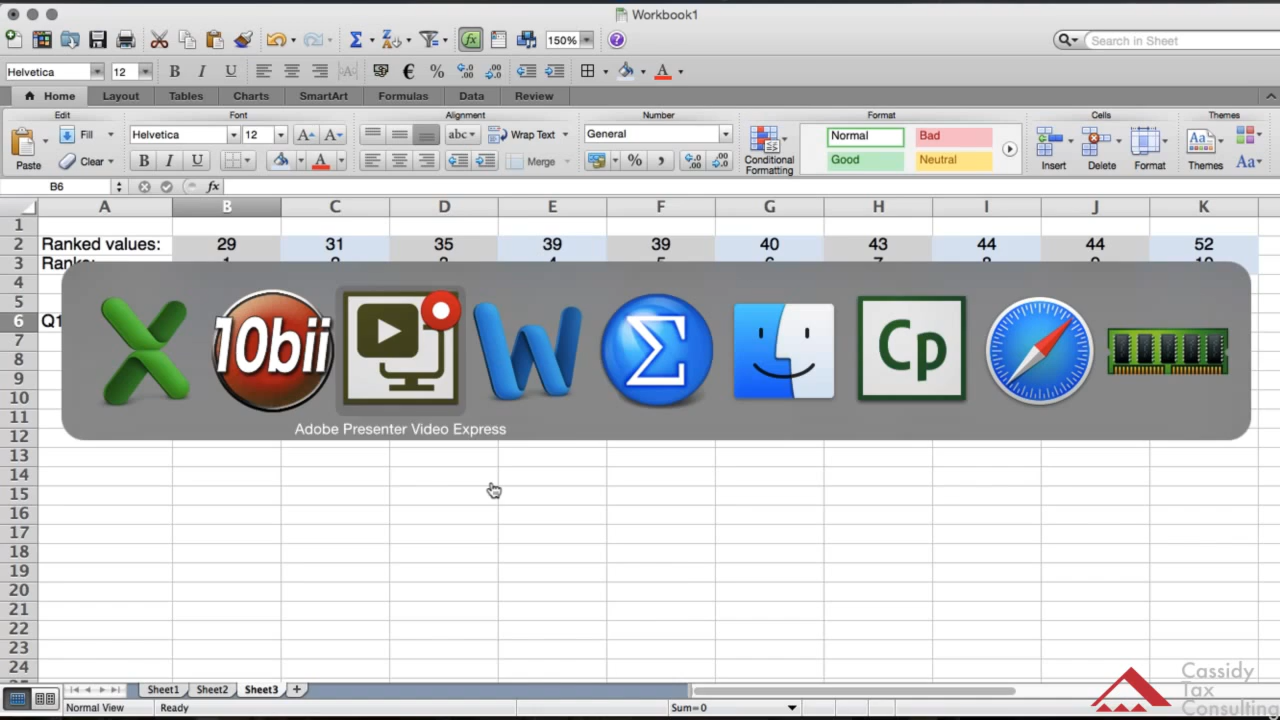 Workbook1
150%
Search in Sheet
Helvetica 12 B I U € %
Home Layout Tables Charts SmartArt Formulas Data Review
Edit Font Alignment Number Format Cells Themes
Paste Fill Clear
Helvetica 12 A A
B I U A
abc Wrap Text
Merge
General
% ,
Conditional Formatting
Normal Bad
Good Neutral
Insert Delete Format Themes Aa
B6 fx
A B C D E F G H I J K
1
2 Ranked values: 29 31 35 39 39 40 43 44 44 52
3
4
5
6 Q1
7
8
9
10
11
12
10bii W Σ Cp
Adobe Presenter Video Express
13
14
15
16
17
18
19
20
21
22
23
24
Sheet1 Sheet2 Sheet3 +
Normal View Ready Sum=0
Cassidy
Tax
Consulting